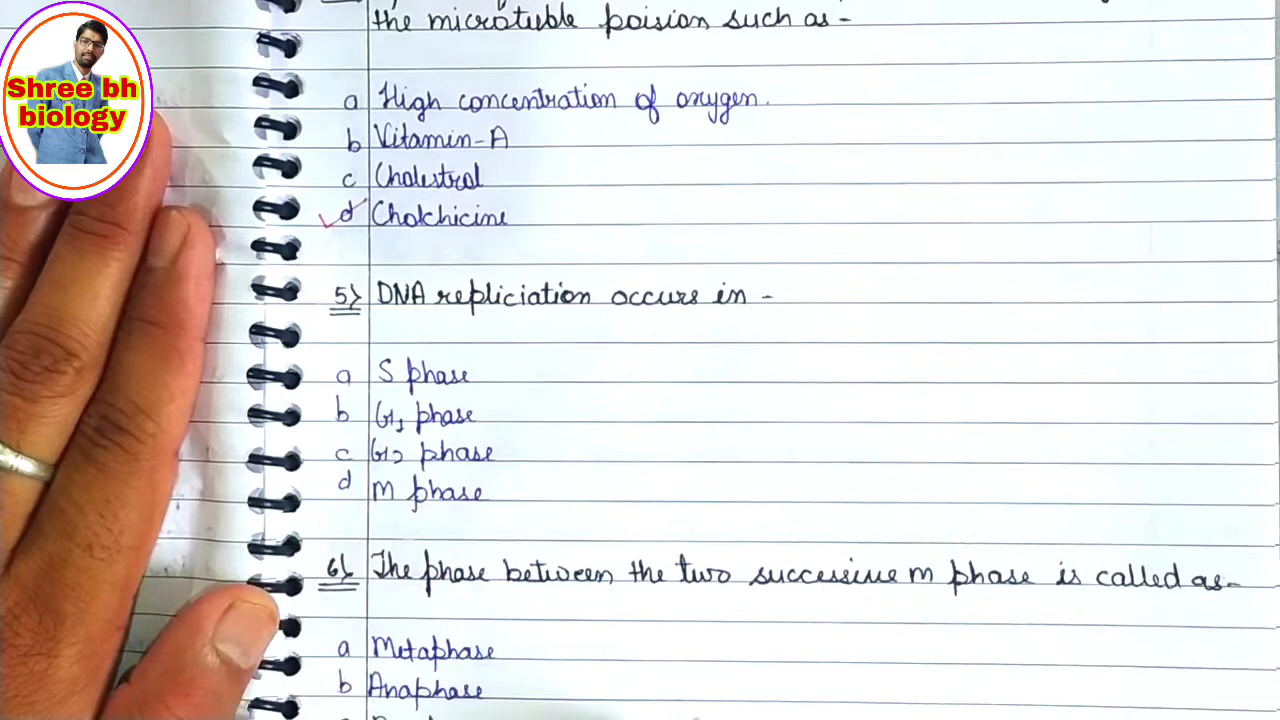 Shree bh
biology
the microtuble poision such as -
a High concentration of oxygen.
b Vitamin-A
c Cholestrol
d Cholchicine
5} DNA repliciation occurs in -
a S phase
b G1 phase
c G2 phase
d M phase
6} The phase between the two successive m phase is called as -
a Metaphase
b Anaphase